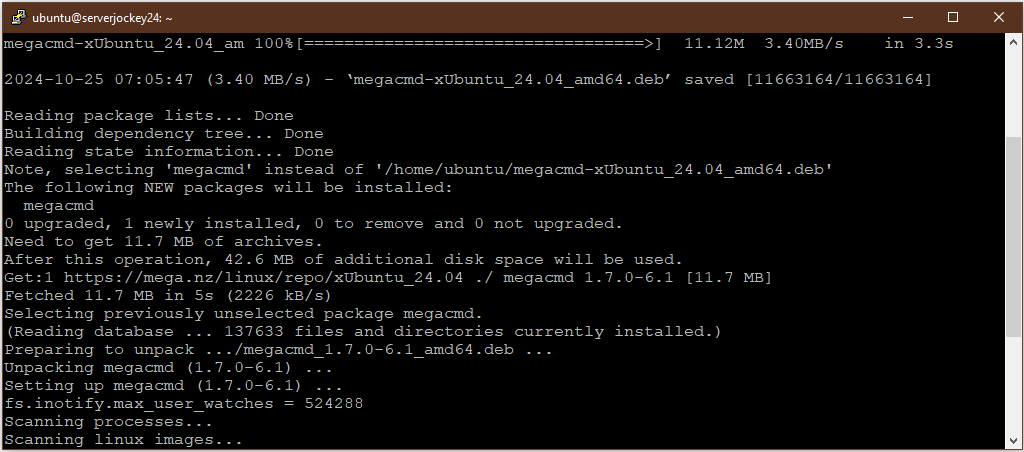 ubuntu@serverjockey24: ~
megacmd-xUbuntu_24.04_am 100%[==================================>]  11.12M  3.40MB/s    in 3.3s
2024-10-25 07:05:47 (3.40 MB/s) - ‘megacmd-xUbuntu_24.04_amd64.deb’ saved [11663164/11663164]
Reading package lists... Done
Building dependency tree... Done
Reading state information... Done
Note, selecting 'megacmd' instead of '/home/ubuntu/megacmd-xUbuntu_24.04_amd64.deb'
The following NEW packages will be installed:
  megacmd
0 upgraded, 1 newly installed, 0 to remove and 0 not upgraded.
Need to get 11.7 MB of archives.
After this operation, 42.6 MB of additional disk space will be used.
Get:1 https://mega.nz/linux/repo/xUbuntu_24.04 ./ megacmd 1.7.0-6.1 [11.7 MB]
Fetched 11.7 MB in 5s (2226 kB/s)
Selecting previously unselected package megacmd.
(Reading database ... 137633 files and directories currently installed.)
Preparing to unpack .../megacmd_1.7.0-6.1_amd64.deb ...
Unpacking megacmd (1.7.0-6.1) ...
Setting up megacmd (1.7.0-6.1) ...
fs.inotify.max_user_watches = 524288
Scanning processes...
Scanning linux images...